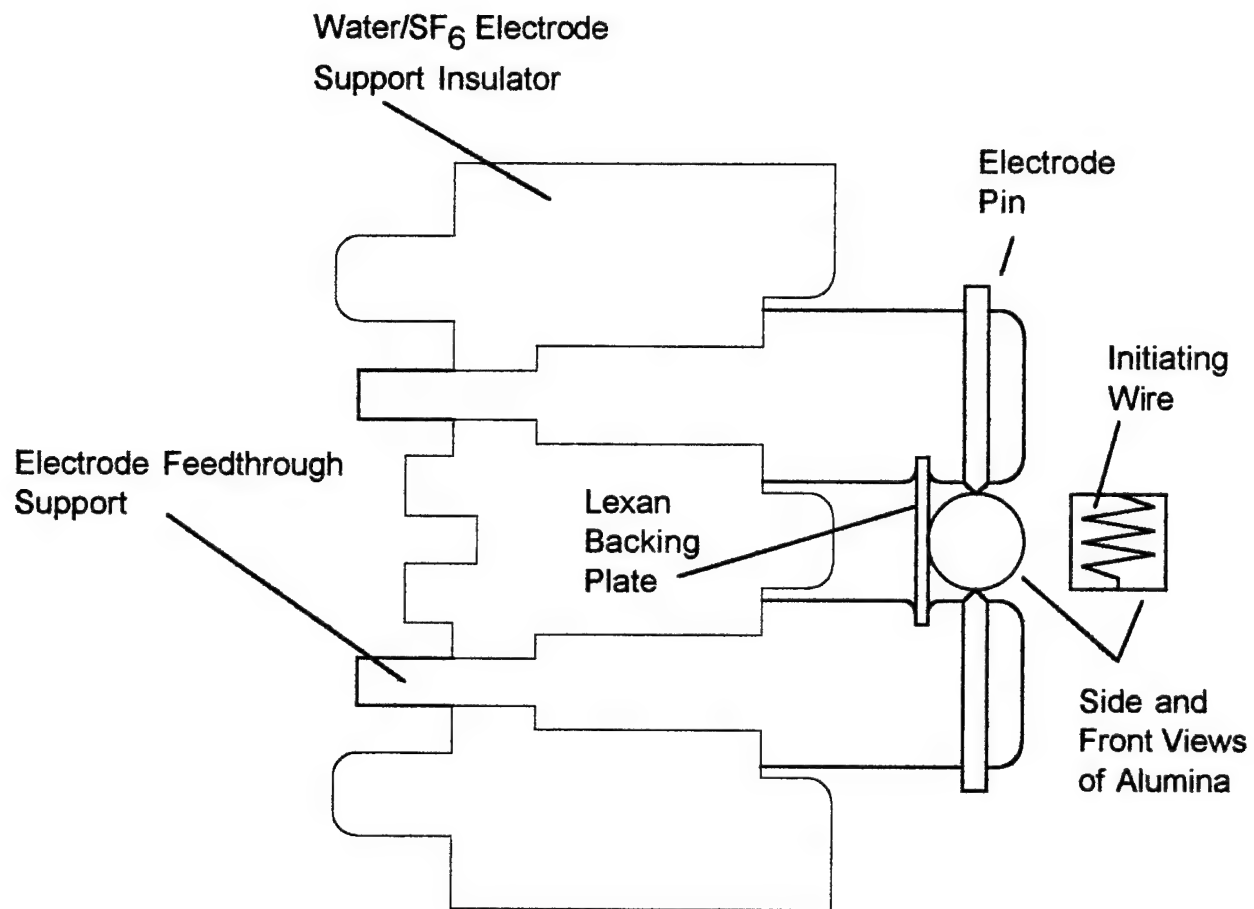 Water/SF6 Electrode
Support Insulator
Electrode
Pin
Initiating
Wire
Electrode Feedthrough
Support
Lexan
Backing
Plate
Side and
Front Views
of Alumina